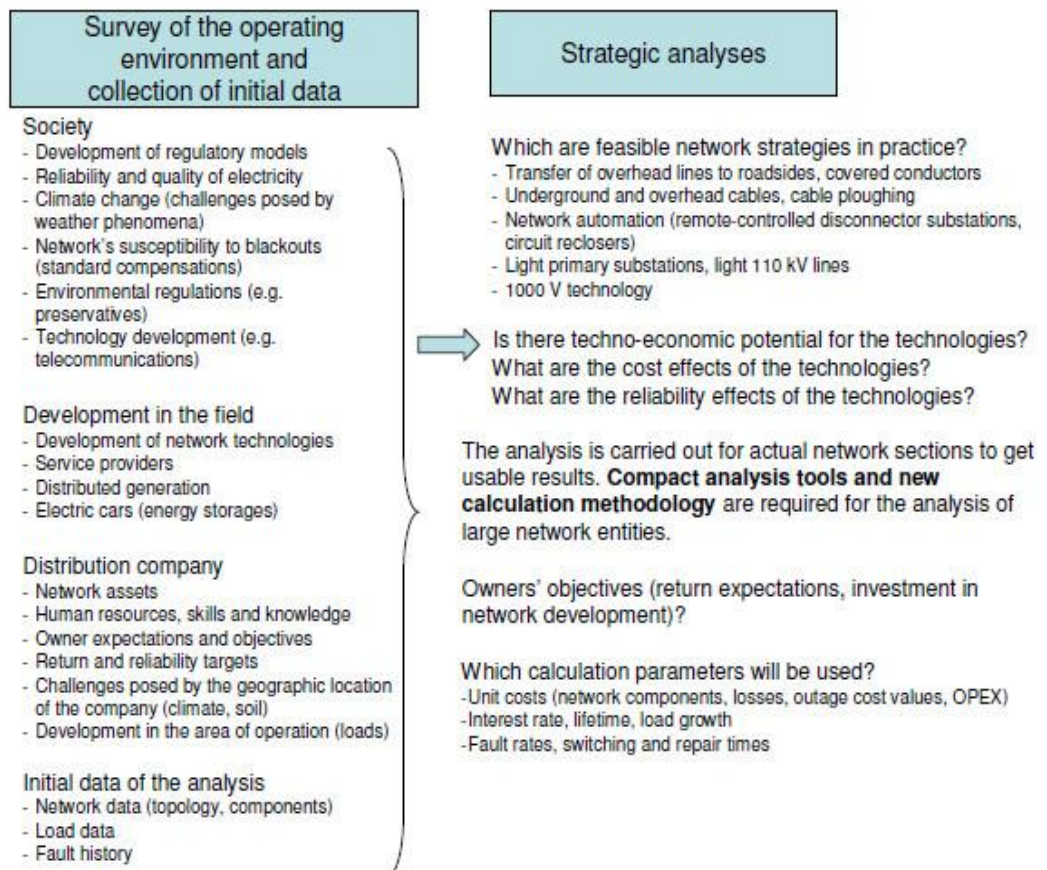 Survey of the operating
environment and
collection of initial data
Society
- Development of regulatory models
- Reliability and quality of electricity
- Climate change (challenges posed by
weather phenomena)
- Network's susceptibility to blackouts
(standard compensations)
- Environmental regulations (e.g.
preservatives)
- Technology development (e.g.
telecommunications)
Development in the field
- Development of network technologies
- Service providers
- Distributed generation
- Electric cars (energy storages)
Distribution company
- Network assets
- Human resources, skills and knowledge
- Owner expectations and objectives
- Return and reliability targets
- Challenges posed by the geographic location
of the company (climate, soil)
- Development in the area of operation (loads)
Initial data of the analysis
- Network data (topology, components)
- Load data
- Fault history
Strategic analyses
Which are feasible network strategies in practice?
- Transfer of overhead lines to roadsides, covered conductors
- Underground and overhead cables, cable ploughing
- Network automation (remote-controlled disconnector substations,
circuit reclosers)
- Light primary substations, light 110 kV lines
- 1000 V technology
Is there techno-economic potential for the technologies?
What are the cost effects of the technologies?
What are the reliability effects of the technologies?
The analysis is carried out for actual network sections to get
usable results. Compact analysis tools and new
calculation methodology are required for the analysis of
large network entities.
Owners' objectives (return expectations, investment in
network development)?
Which calculation parameters will be used?
-Unit costs (network components, losses, outage cost values, OPEX)
-Interest rate, lifetime, load growth
-Fault rates, switching and repair times